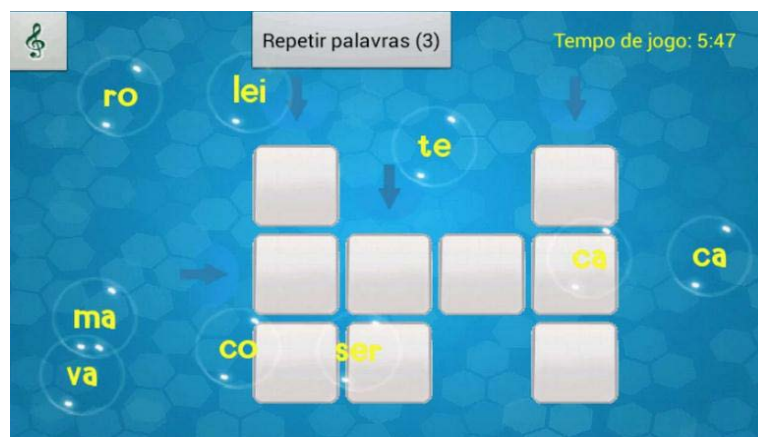 Repetir palavras (3)
Tempo de jogo: 5:47
ro
lei
te
ca
ca
ma
co
ser
va